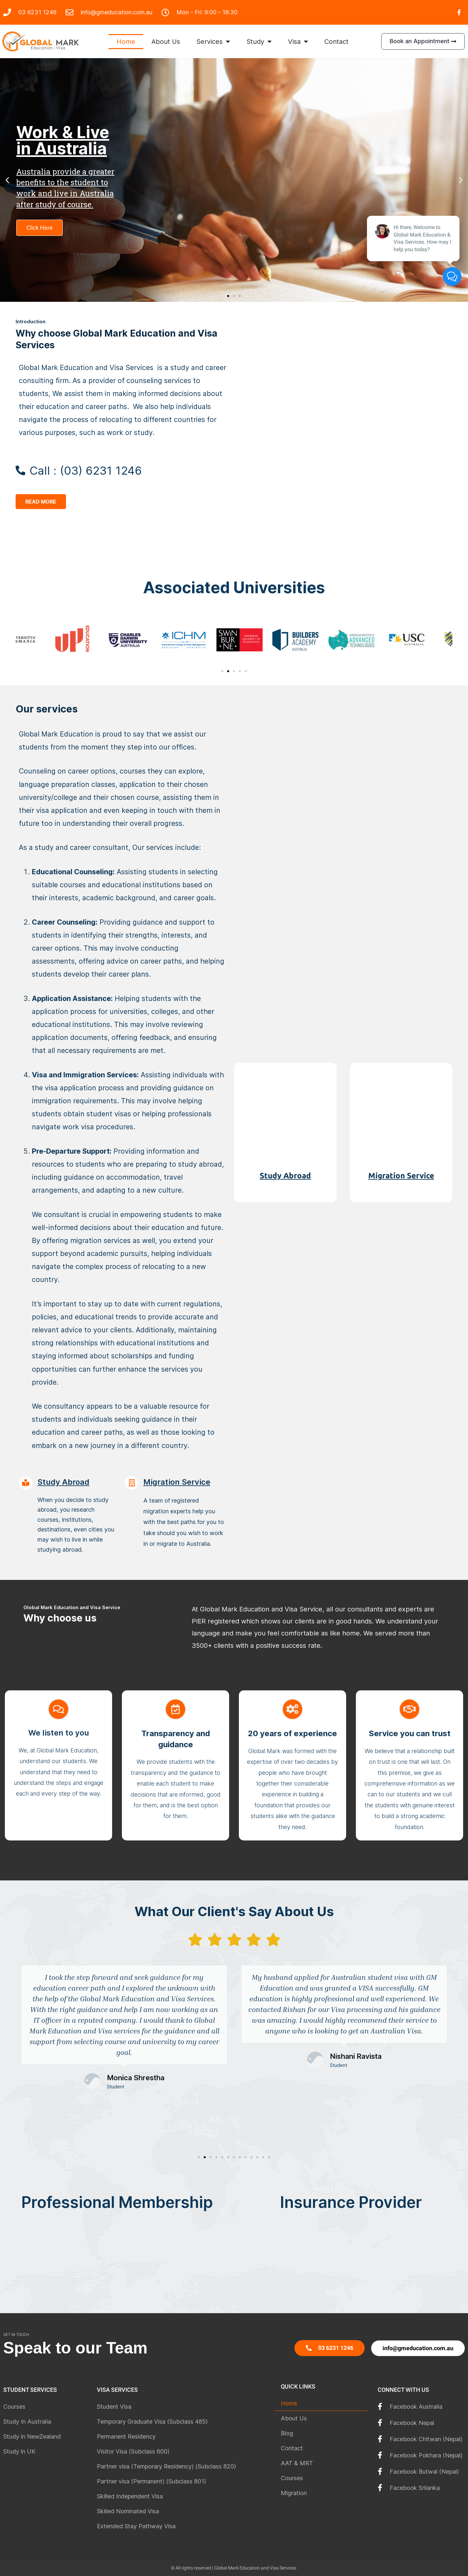 03 6231 1246
info@gmeducation.com.au
Mon - Fri: 9:00 - 18:30
GLOBAL MARK
Education - Visa
Home
About Us
Services
Study
Visa
Contact
Book an Appointment
Work & Live
in Australia
Australia provide a greater
benefits to the student to
work and live in Australia
after study of course.
Click Here
Hi there, Welcome to
Global Mark Education &
Visa Services. How may I
help you today?
Introduction
Why choose Global Mark Education and Visa
Services
Global Mark Education and Visa Services is a study and career
consulting firm. As a provider of counseling services to
students, We assist them in making informed decisions about
their education and career paths. We also help individuals
navigate the process of relocating to different countries for
various purposes, such as work or study.
Call : (03) 6231 1246
READ MORE
Associated Universities
EDUCATION
CHARLES
DARWIN
UNIVERSITY
AUSTRALIA
ICHM
SWIN
BUR
NE
BUILDERS
ACADEMY
AUSTRALIA
ADVANCED
TECHNOLOGIES
USC
AUSTRALIA
Our services
Global Mark Education is proud to say that we assist our
students from the moment they step into our offices.
Counseling on career options, courses they can explore,
language preparation classes, application to their chosen
university/college and their chosen course, assisting them in
their visa application and even keeping in touch with them in
future too in understanding their overall progress.
As a study and career consultant, Our services include:
1. Educational Counseling: Assisting students in selecting
suitable courses and educational institutions based on
their interests, academic background, and career goals.
2. Career Counseling: Providing guidance and support to
students in identifying their strengths, interests, and
career options. This may involve conducting
assessments, offering advice on career paths, and helping
students develop their career plans.
3. Application Assistance: Helping students with the
application process for universities, colleges, and other
educational institutions. This may involve reviewing
application documents, offering feedback, and ensuring
that all necessary requirements are met.
4. Visa and Immigration Services: Assisting individuals with
the visa application process and providing guidance on
immigration requirements. This may involve helping
students obtain student visas or helping professionals
navigate work visa procedures.
5. Pre-Departure Support: Providing information and
resources to students who are preparing to study abroad,
including guidance on accommodation, travel
arrangements, and adapting to a new culture.
We consultant is crucial in empowering students to make
well-informed decisions about their education and future.
By offering migration services as well, you extend your
support beyond academic pursuits, helping individuals
navigate the complex process of relocating to a new
country.
It's important to stay up to date with current regulations,
policies, and educational trends to provide accurate and
relevant advice to your clients. Additionally, maintaining
strong relationships with educational institutions and
staying informed about scholarships and funding
opportunities can further enhance the services you
provide.
We consultancy appears to be a valuable resource for
students and individuals seeking guidance in their
education and career paths, as well as those looking to
embark on a new journey in a different country.
Study Abroad
Migration Service
Study Abroad
When you decide to study
abroad, you research
courses, institutions,
destinations, even cities you
may wish to live in while
studying abroad.
Migration Service
A team of registered
migration experts help you
with the best paths for you to
take should you wish to work
in or migrate to Australia.
Global Mark Education and Visa Service
Why choose us
At Global Mark Education and Visa Service, all our consultants and experts are
PIER registered which shows our clients are in good hands. We understand your
language and make you feel comfortable as like home. We served more than
3500+ clients with a positive success rate.
We listen to you
We, at Global Mark Education,
understand our students. We
understand that they need to
understand the steps and engage
each and every step of the way.
Transparency and
guidance
We provide students with the
transparency and the guidance to
enable each student to make
decisions that are informed, good
for them, and is the best option
for them.
20 years of experience
Global Mark was formed with the
expertise of over two decades by
people who have brought
together their considerable
experience in building a
foundation that provides our
students alike with the guidance
they need.
Service you can trust
We believe that a relationship built
on trust is one that will last. On
this premise, we give as
comprehensive information as we
can to our students and we cull
the students with genuine interest
to build a strong academic
foundation.
What Our Client's Say About Us
I took the step forward and seek guidance for my
education career path and I explored the unknown with
the help of the Global Mark Education and Visa Services.
With the right guidance and help I am now working as an
IT officer in a reputed company. I would thank to Global
Mark Education and Visa services for the guidance and all
support from selecting course and university to my career
goal.
Monica Shrestha
Student
My husband applied for Australian student visa with GM
Education and was granted a VISA successfully. GM
education is highly professional and well experienced. We
contacted Rishan for our Visa processing and his guidance
was amazing. I would highly recommend their service to
anyone who is looking to get an Australian Visa.
Nishani Ravista
Student
Professional Membership
Insurance Provider
GET IN TOUCH
Speak to our Team
03 6231 1246
info@gmeducation.com.au
STUDENT SERVICES
Courses
Study In Australia
Study in NewZealand
Study in UK
VISA SERVICES
Student Visa
Temporary Graduate Visa (Subclass 485)
Permanent Residency
Visitor Visa (Subclass 600)
Partner visa (Temporary Residency) (Subclass 820)
Partner visa (Permanent) (Subclass 801)
Skilled Independent Visa
Skilled Nominated Visa
Extended Stay Pathway Visa
QUICK LINKS
Home
About Us
Blog
Contact
AAT & MRT
Courses
Migration
CONNECT WITH US
Facebook Australia
Facebook Nepal
Facebook Chitwan (Nepal)
Facebook Pokhara (Nepal)
Facebook Butwal (Nepal)
Facebook Srilanka
© All rights reserved | Global Mark Education and Visa Services